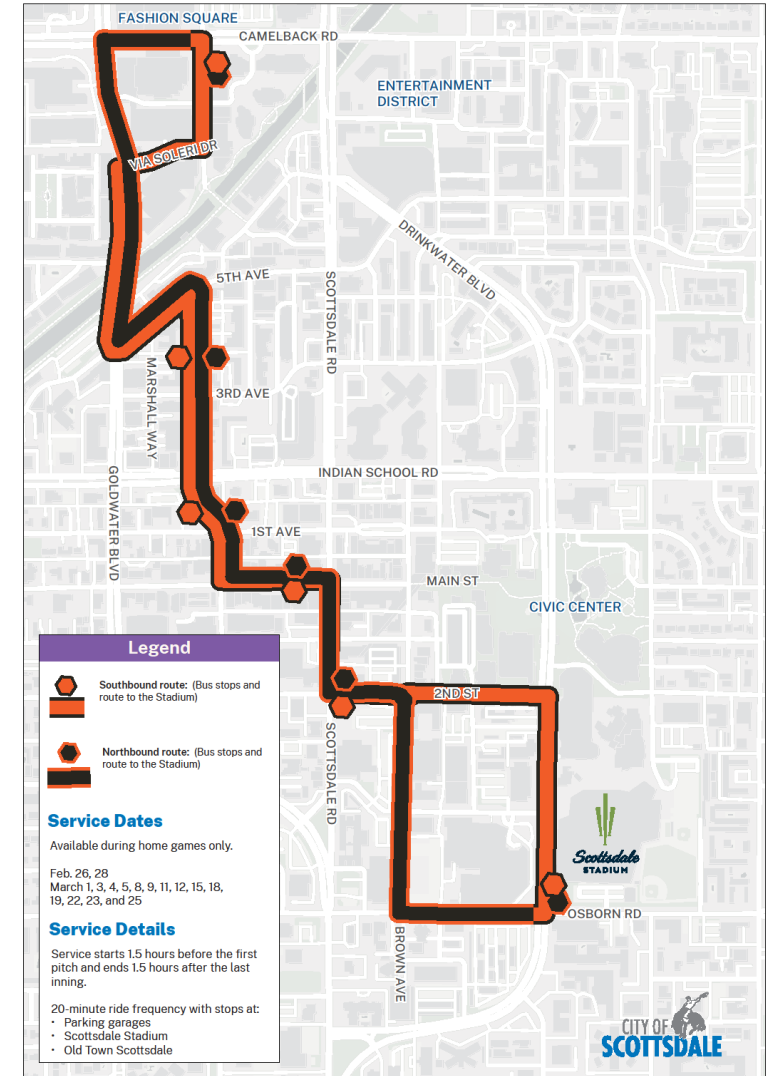 FASHION SQUARE
CAMELBACK RD
ENTERTAINMENT
DISTRICT
VIA SOLERI DR
DRINKWATER BLVD
5TH AVE
SCOTTSDALE RD
MARSHALL WAY
3RD AVE
INDIAN SCHOOL RD
GOLDWATER BLVD
1ST AVE
MAIN ST
CIVIC CENTER
2ND ST
SCOTTSDALE RD
Scottsdale
STADIUM
OSBORN RD
BROWN AVE
Legend
Southbound route: (Bus stops and
route to the Stadium)
Northbound route: (Bus stops and
route to the Stadium)
Service Dates
Available during home games only.
Feb. 26, 28
March 1, 3, 4, 5, 8, 9, 11, 12, 15, 18,
19, 22, 23, and 25
Service Details
Service starts 1.5 hours before the first
pitch and ends 1.5 hours after the last
inning.
20-minute ride frequency with stops at:
• Parking garages
• Scottsdale Stadium
• Old Town Scottsdale
CITY OF
SCOTTSDALE